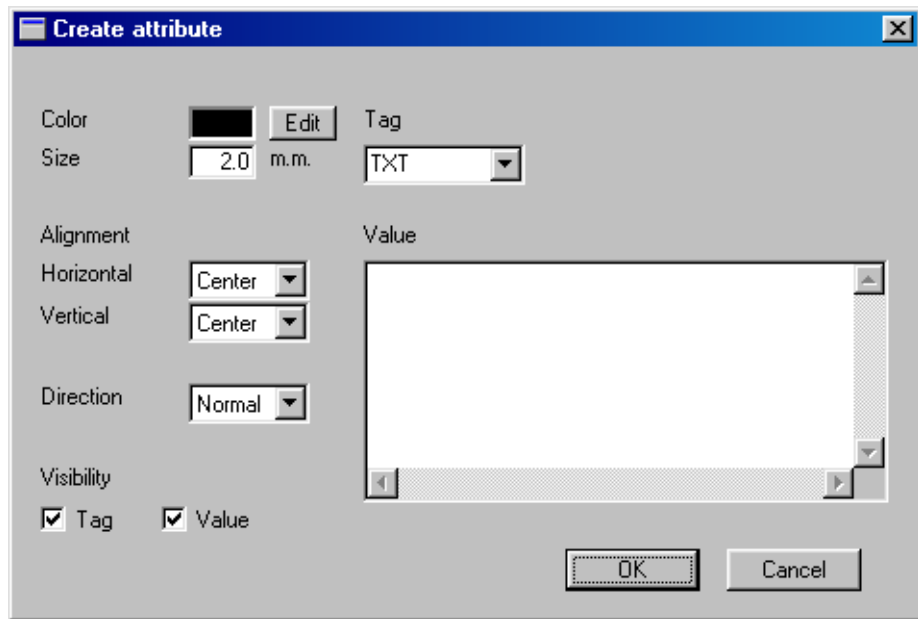 Create attribute
Color Edit Tag
Size 2.0 m.m. TXT
Alignment Value
Horizontal Center
Vertical Center
Direction Normal
Visibility
Tag Value
OK Cancel